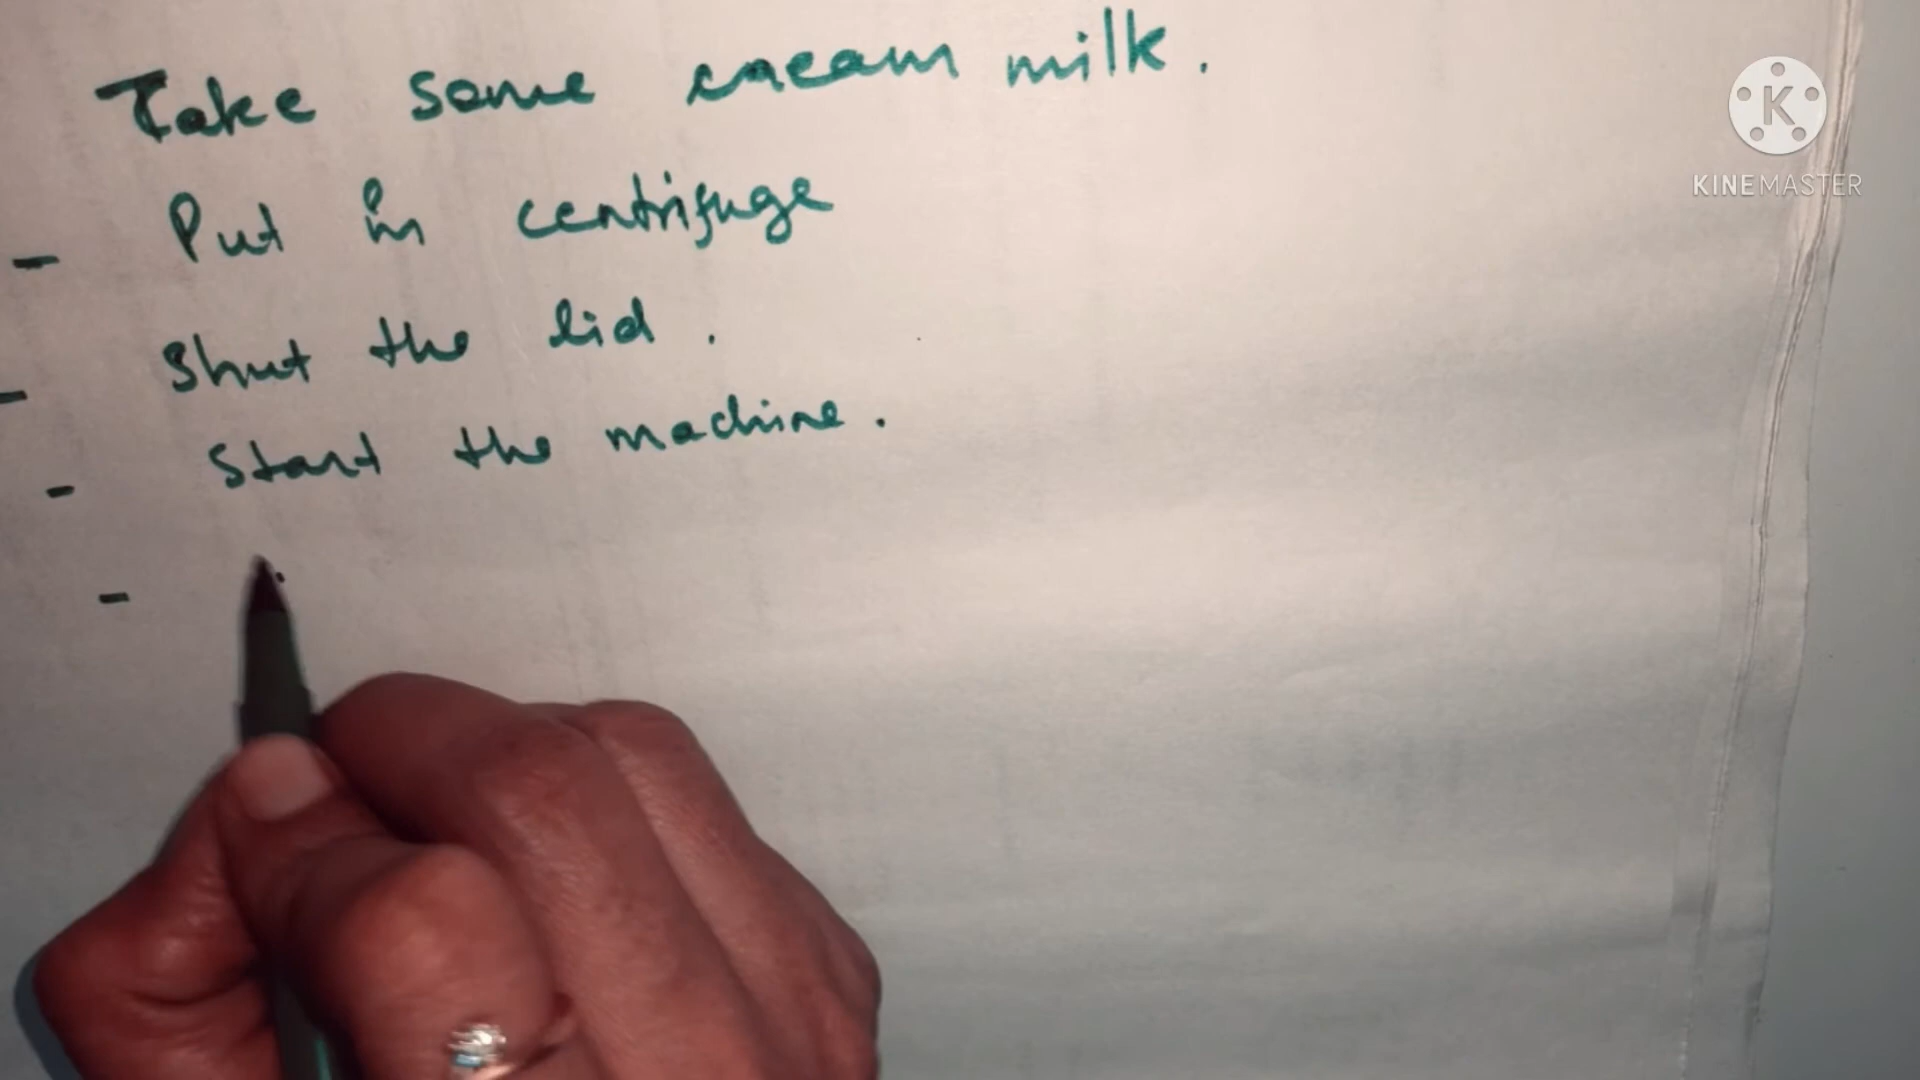 Take some cream milk.
- Put in centrifuge
- Shut the lid.
- Start the machine.
-
K
KINEMASTER